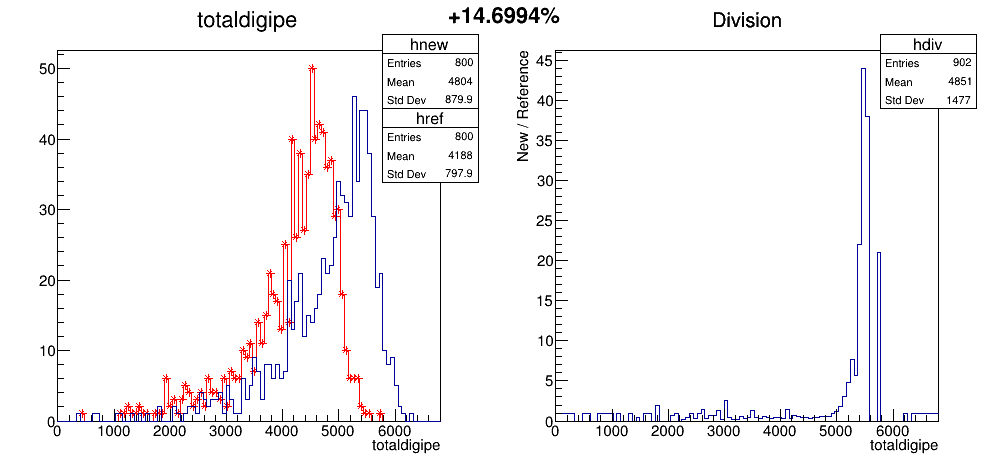 totaldigipe
+14.6994%
Division
hnew
Entries 800
Mean 4804
Std Dev 879.9
href
Entries 800
Mean 4188
Std Dev 797.9
50
40
30
20
10
0
0 1000 2000 3000 4000 5000 6000
totaldigipe
hdiv
Entries 902
Mean 4851
Std Dev 1477
New / Reference
45
40
35
30
25
20
15
10
5
0
0 1000 2000 3000 4000 5000 6000
totaldigipe